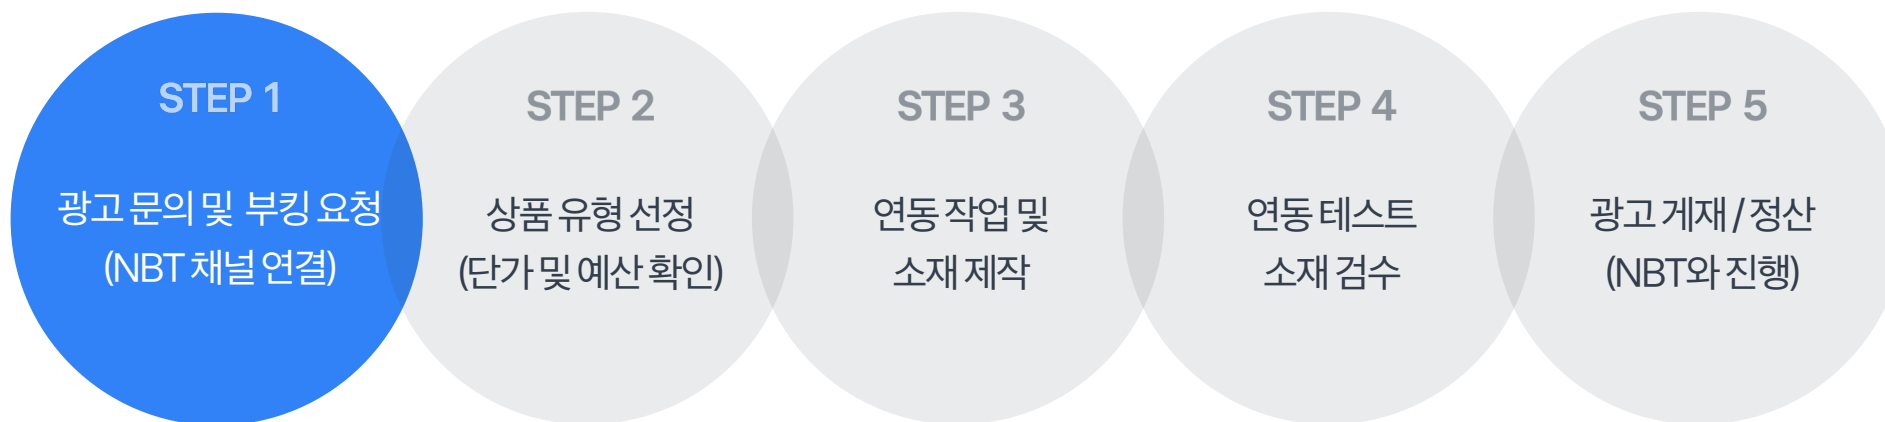 STEP 1
광고 문의 및 부킹 요청
(NBT 채널 연결)
STEP 2
상품 유형 선정
(단가 및 예산 확인)
STEP 3
연동 작업 및
소재 제작
STEP 4
연동 테스트
소재 검수
STEP 5
광고 게재 / 정산
(NBT와 진행)